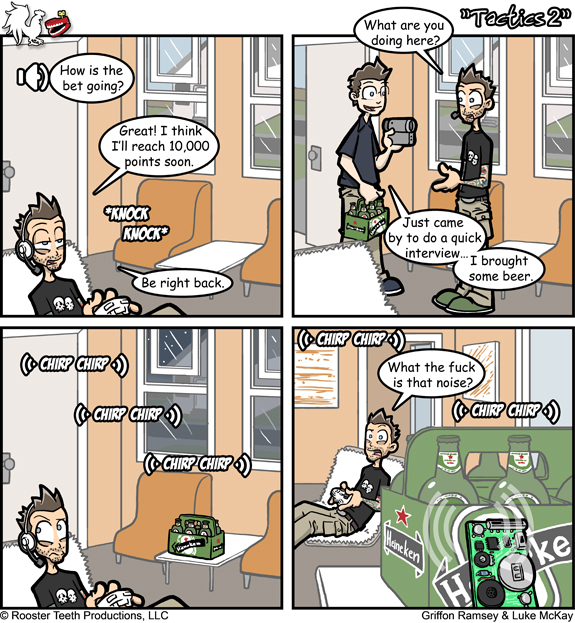 "Tactics 2"
How is the
bet going?
Great! I think
I'll reach 10,000
points soon.
*KNOCK
KNOCK*
Be right back.
What are you
doing here?
Just came
by to do a quick
interview...
I brought
some beer.
CHIRP CHIRP
CHIRP CHIRP
CHIRP CHIRP
CHIRP CHIRP
What the fuck
is that noise?
CHIRP CHIRP
Heineken
H
ke
© Rooster Teeth Productions, LLC
Griffon Ramsey & Luke McKay